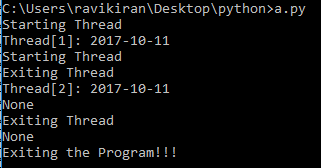 C:\Users\ravikiran\Desktop\python>a.py
Starting Thread
Thread[1]: 2017-10-11
Starting Thread
Exiting Thread
Thread[2]: 2017-10-11
None
Exiting Thread
None
Exiting the Program!!!